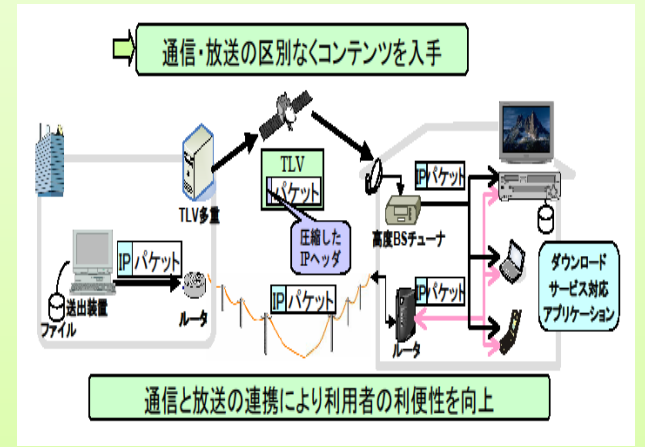 通信・放送の区別なくコンテンツを入手
TLV
パケット
TLV多重
圧縮した
IPヘッダ
IPパケット
高度BSチューナ
IPパケット
送出装置
ファイル
ルータ
IPパケット
IPパケット
ルータ
ダウンロード
サービス対応
アプリケーション
通信と放送の連携により利用者の利便性を向上